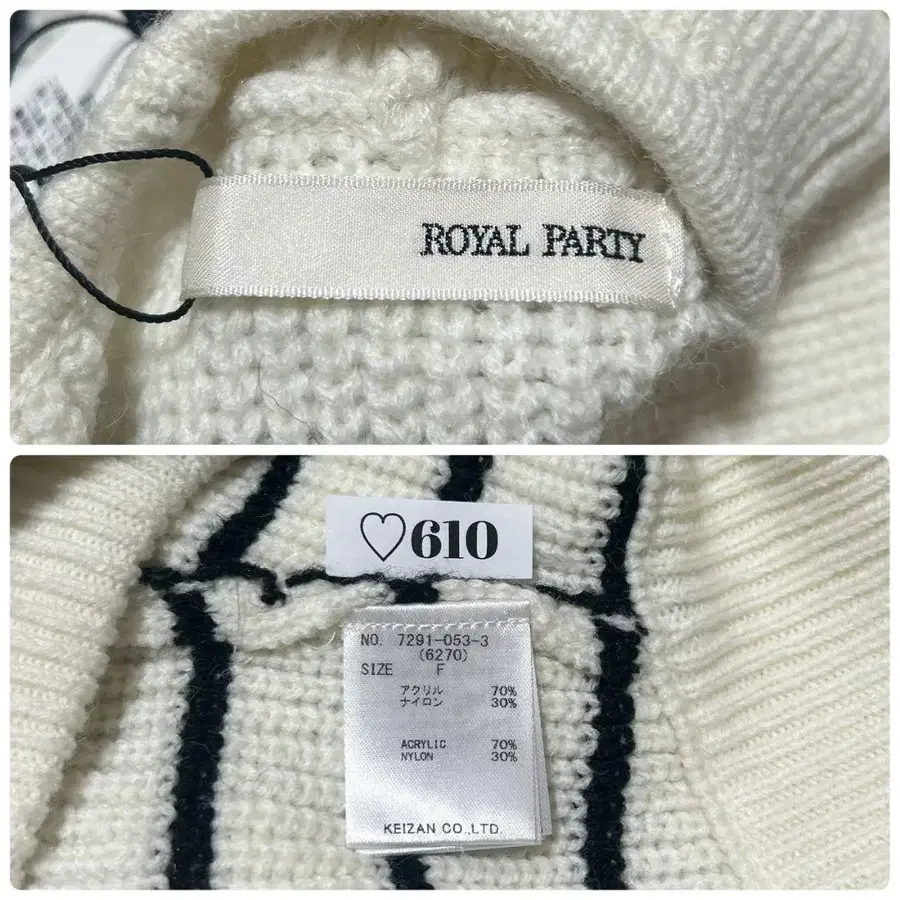 ROYAL PARTY
♡610
NO. 7291-053-3
(6270)
SIZE F
アクリル 70%
ナイロン 30%
ACRYLIC 70%
NYLON 30%
KEIZAN CO.,LTD.